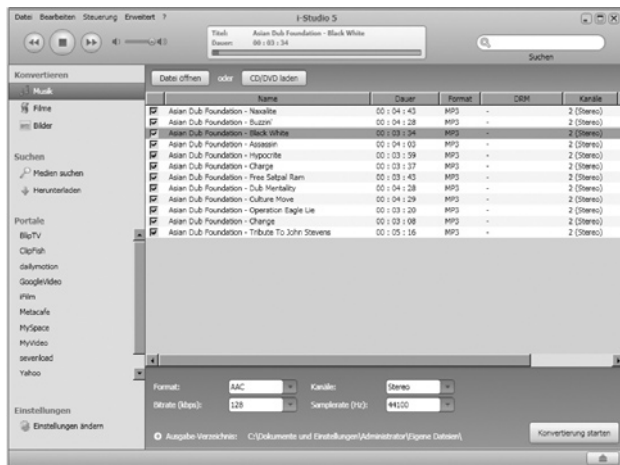 Datei Bearbeiten Steuerung Erweitert ? i-Studio 5
Titel: Asian Dub Foundation - Black White
Dauer: 00 : 03 : 34
Suchen
Konvertieren
Musik
Filme
Bilder
Suchen
Medien suchen
Herunterladen
Portale
BlipTV
ClipFish
dailymotion
GoogleVideo
iFilm
Metacafe
MySpace
MyVideo
sevenload
Yahoo
Einstellungen
Einstellungen ändern
Datei öffnen oder CD/DVD laden
Name Dauer Format DRM Kanäle
Asian Dub Foundation - Naxalite 00 : 04 : 43 MP3 - 2 (Stereo)
Asian Dub Foundation - Buzzin' 00 : 04 : 28 MP3 - 2 (Stereo)
Asian Dub Foundation - Black White 00 : 03 : 34 MP3 - 2 (Stereo)
Asian Dub Foundation - Assassin 00 : 04 : 03 MP3 - 2 (Stereo)
Asian Dub Foundation - Hypocrite 00 : 03 : 59 MP3 - 2 (Stereo)
Asian Dub Foundation - Charge 00 : 03 : 37 MP3 - 2 (Stereo)
Asian Dub Foundation - Free Satpal Ram 00 : 03 : 43 MP3 - 2 (Stereo)
Asian Dub Foundation - Dub Mentality 00 : 04 : 28 MP3 - 2 (Stereo)
Asian Dub Foundation - Culture Move 00 : 04 : 29 MP3 - 2 (Stereo)
Asian Dub Foundation - Operation Eagle Lie 00 : 03 : 20 MP3 - 2 (Stereo)
Asian Dub Foundation - Change 00 : 03 : 08 MP3 - 2 (Stereo)
Asian Dub Foundation - Tribute To John Stevens 00 : 05 : 16 MP3 - 2 (Stereo)
Format: AAC Kanäle: Stereo
Bitrate (kbps): 128 Samplerate (Hz): 44100
Ausgabe-Verzeichnis: C:\Dokumente und Einstellungen\Administrator\Eigene Dateien\
Konvertierung starten